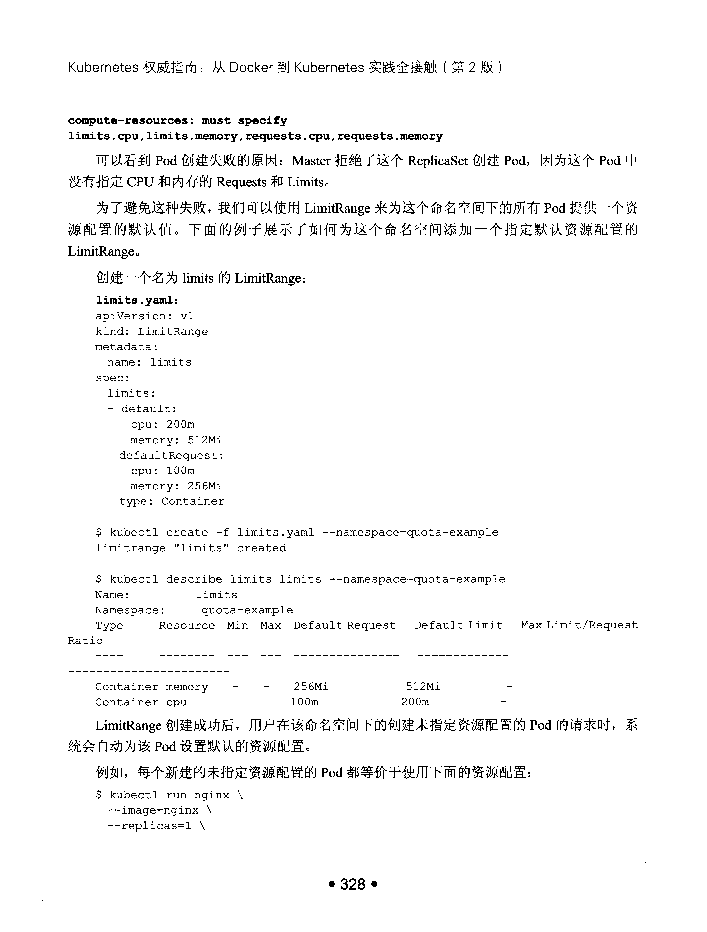 Kubernetes 权威指南：从 Docker 到 Kubernetes 实践全接触（第 2 版）
compute-resources: must specify
limits.cpu,limits.memory,requests.cpu,requests.memory
可以看到 Pod 创建失败的原因：Master 拒绝了这个 ReplicaSet 创建 Pod，因为这个 Pod 中
没有指定 CPU 和内存的 Requests 和 Limits。
为了避免这种失败，我们可以使用 LimitRange 来为这个命名空间下的所有 Pod 提供一个资
源配置的默认值。下面的例子展示了如何为这个命名空间添加一个指定默认资源配置的
LimitRange。
创建一个名为 limits 的 LimitRange：
limits.yaml:
apiVersion: v1
kind: LimitRange
metadata:
  name: limits
spec:
  limits:
  - default:
      cpu: 200m
      memory: 512Mi
    defaultRequest:
      cpu: 100m
      memory: 256Mi
    type: Container
$ kubectl create -f limits.yaml --namespace=quota-example
limitrange "limits" created
$ kubectl describe limits limits --namespace=quota-example
Name:          limits
Namespace:     quota-example
Type     Resource  Min  Max  Default Request   Default Limit   Max Limit/Request
Ratio
----     --------  ---  ---  ---------------   -------------
-----------------------
Container memory   -    -    256Mi           512Mi           -
Container cpu                100m            200m            -
LimitRange 创建成功后，用户在该命名空间下的创建未指定资源配置的 Pod 的请求时，系
统会自动为该 Pod 设置默认的资源配置。
例如，每个新建的未指定资源配置的 Pod 都等价于使用下面的资源配置：
$ kubectl run nginx \
  --image=nginx \
  --replicas=1 \
• 328 •